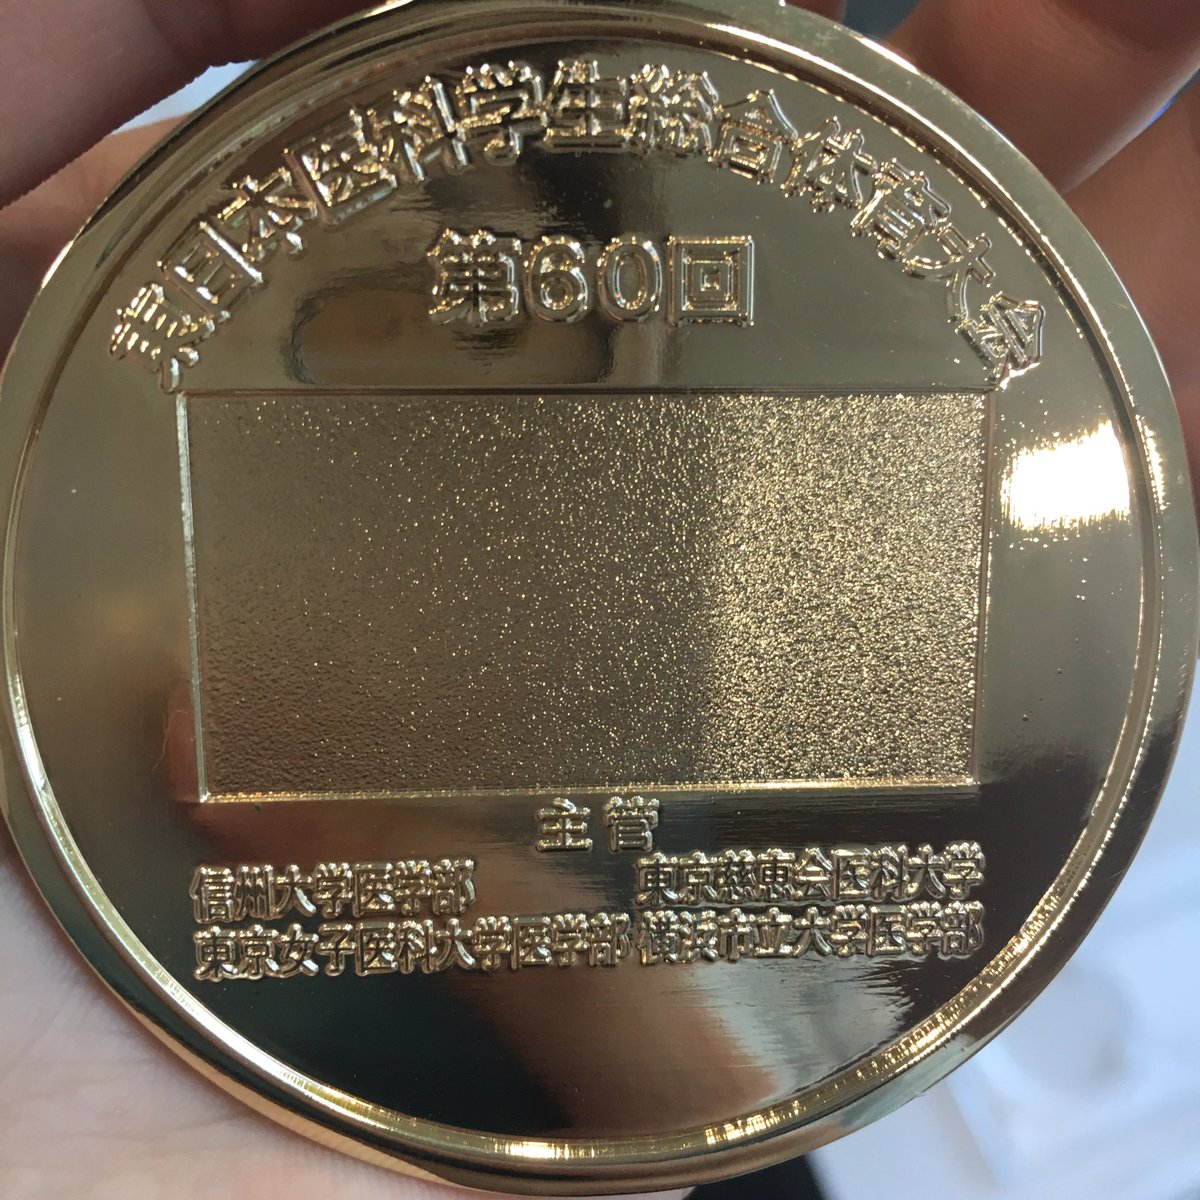 東日本医科学生総合体育大会
第60回
主管
信州大学医学部 東京慈恵会医科大学
東京女子医科大学医学部 横浜市立大学医学部